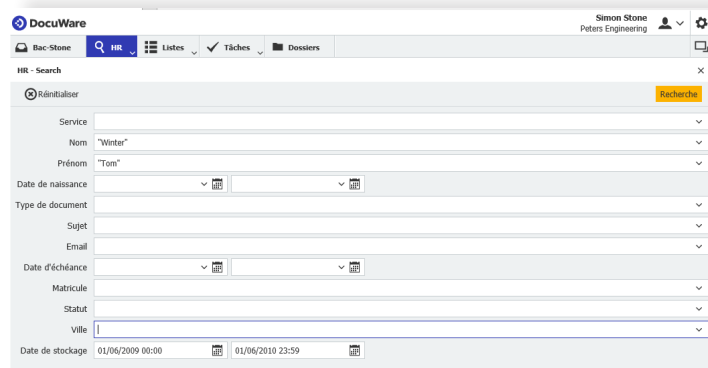 DocuWare
Simon Stone
Peters Engineering
Bac-Stone HR Listes Tâches Dossiers
HR - Search
Réinitialiser Recherche
Service
Nom "Winter"
Prénom "Tom"
Date de naissance
Type de document
Sujet
Email
Date d'échéance
Matricule
Statut
Ville
Date de stockage 01/06/2009 00:00 01/06/2010 23:59